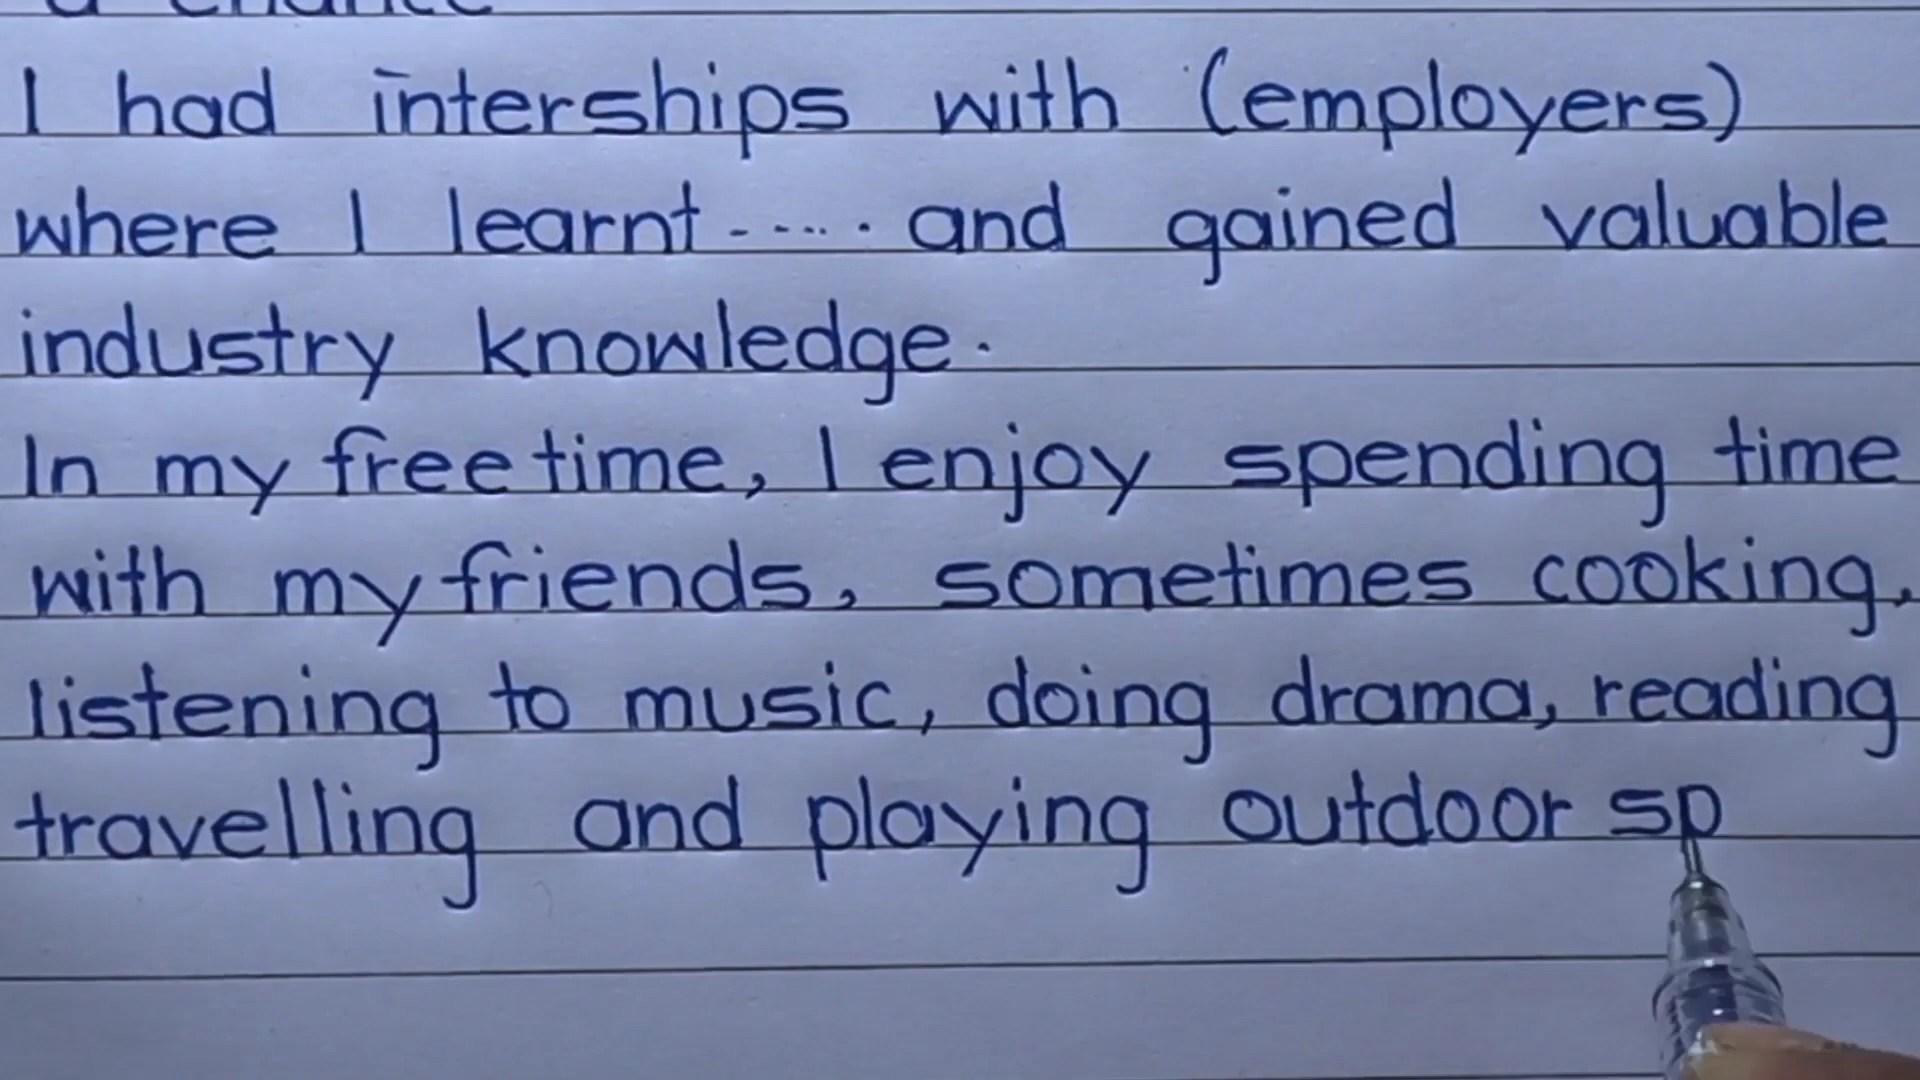 a chance
I had interships with (employers)
where I learnt ...... and gained valuable
industry knowledge.
In my free time, I enjoy spending time
with my friends, sometimes cooking,
listening to music, doing drama, reading
travelling and playing outdoor sp